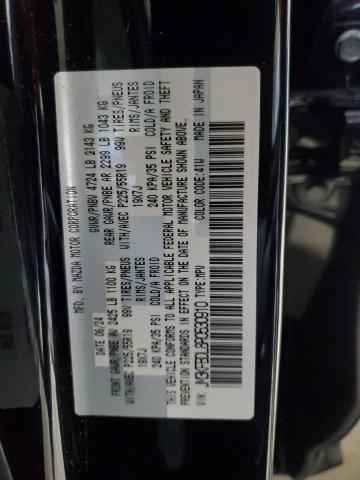 MFD. BY MAZDA MOTOR CORPORATION
DATE 06/24 GVWR/PNBV 4724 LB 2143 KG
FRONT GAWR/PNBE AV 2425 LB 1100 KG REAR GAWR/PNBE AR 2299 LB 1043 KG
WITH/AVEC P225/55R19 99V TIRES/PNEUS WITH/AVEC P225/55R19 99V TIRES/PNEUS
19X7J RIMS/JANTES 19X7J RIMS/JANTES
240 KPA/35 PSI COLD/A FROID 240 KPA/35 PSI COLD/A FROID
THIS VEHICLE CONFORMS TO ALL APPLICABLE FEDERAL MOTOR VEHICLE SAFETY AND THEFT
PREVENTION STANDARDS IN EFFECT ON THE DATE OF MANUFACTURE SHOWN ABOVE.
VIN: TYPE:MPV COLOR CODE:41W MADE IN JAPAN